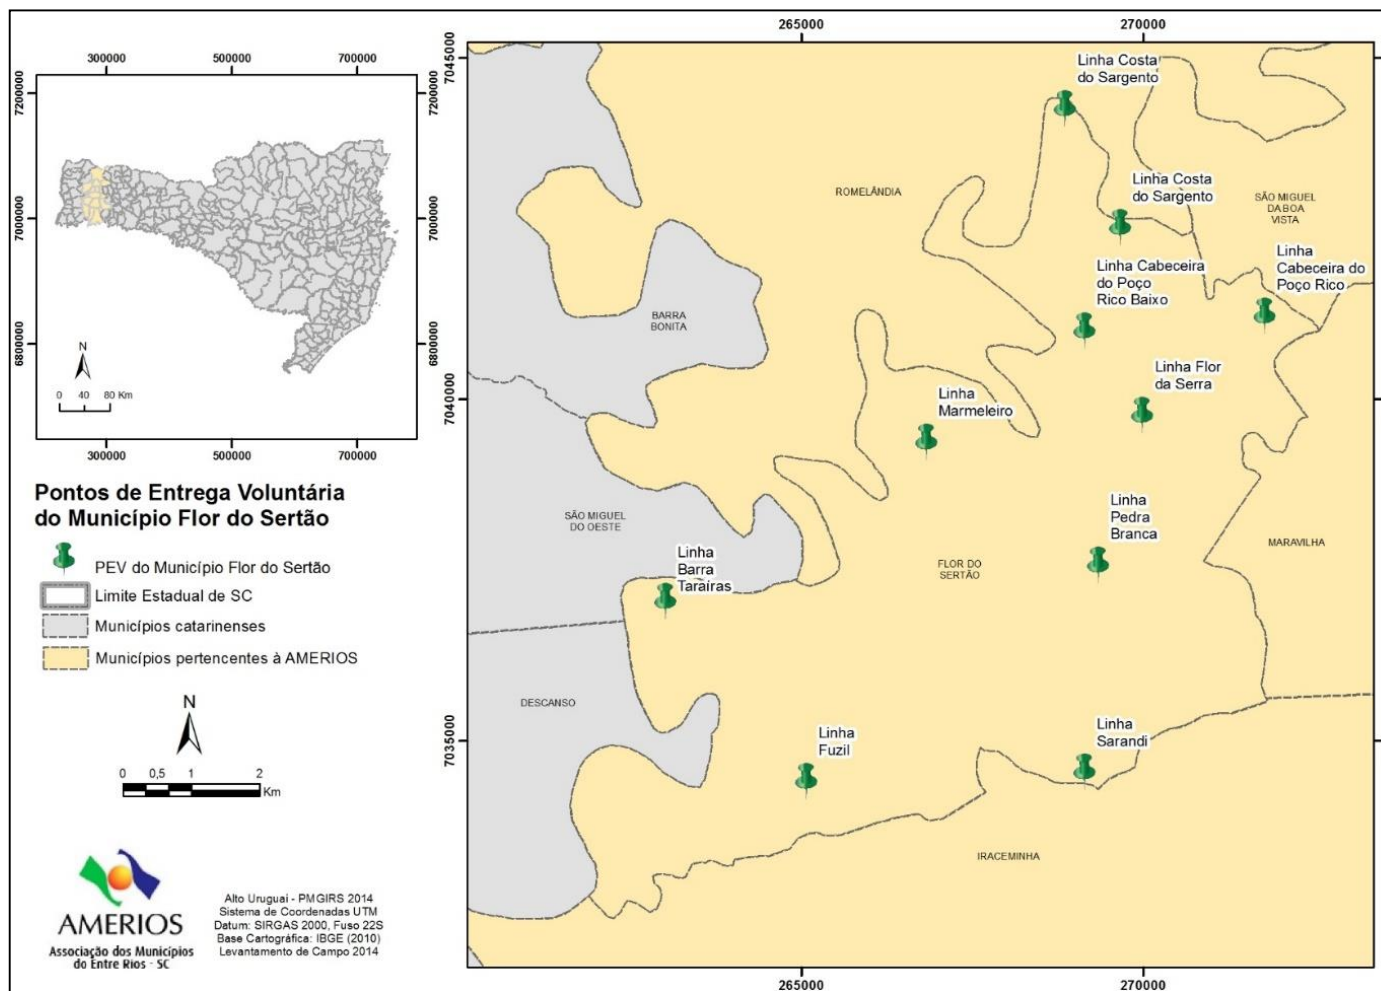 300000
500000
700000
7200000
7000000
6800000
7200000
7000000
6800000
N
0 40 80 Km
300000
500000
700000
Pontos de Entrega Voluntária
do Município Flor do Sertão
PEV do Município Flor do Sertão
Limite Estadual de SC
Municípios catarinenses
Municípios pertencentes à AMERIOS
N
0 0,5 1 2
Km
AMERIOS
Associação dos Municípios
do Entre Rios - SC
Alto Uruguai - PMGIRS 2014
Sistema de Coordenadas UTM
Datum: SIRGAS 2000, Fuso 22S
Base Cartográfica: IBGE (2010)
Levantamento de Campo 2014
265000
270000
7045000
7040000
7035000
Linha Costa
do Sargento
ROMELÂNDIA
Linha Costa
do Sargento
SÃO MIGUEL
DA BOA
VISTA
Linha Cabeceira
do Poço
Rico Baixo
Linha
Cabeceira do
Poço Rico
BARRA
BONITA
Linha Flor
da Serra
Linha
Marmeleiro
SÃO MIGUEL
DO OESTE
Linha
Pedra
Branca
MARAVILHA
Linha
Barra
Taraíras
FLOR DO
SERTÃO
DESCANSO
Linha
Fuzil
Linha
Sarandi
IRACEMINHA
265000
270000